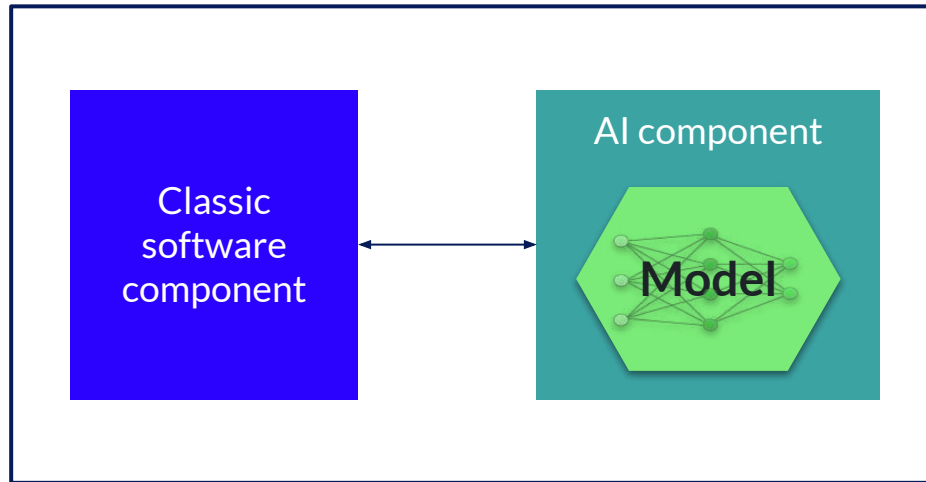 Classic
software
component
AI component
Model